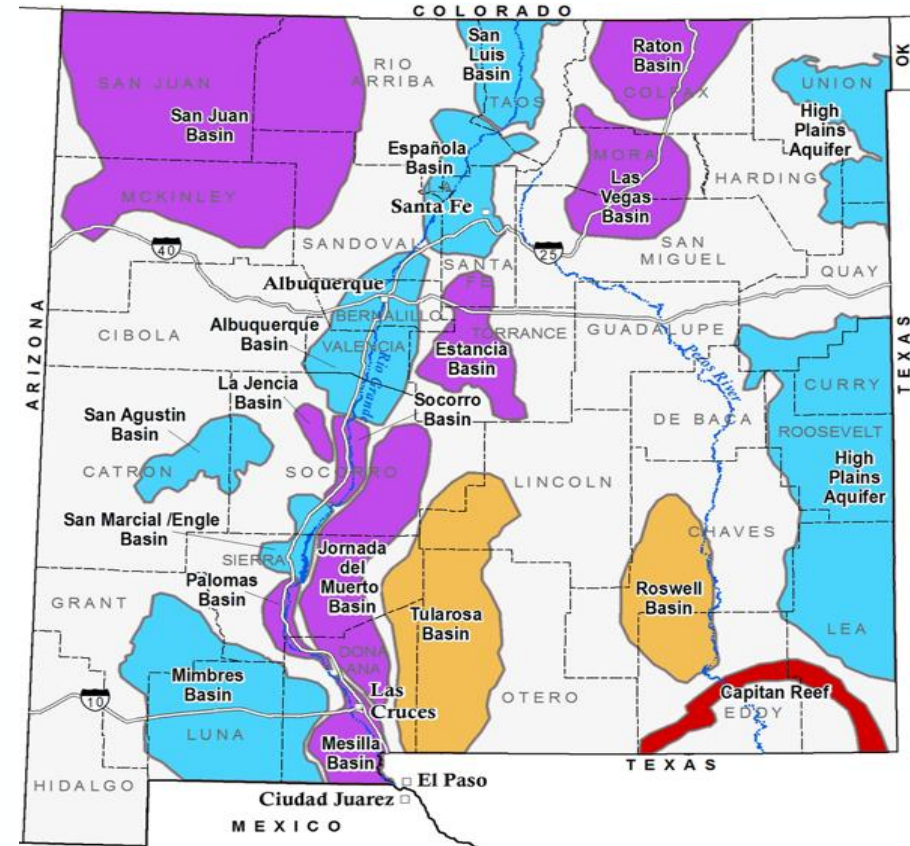 COLORADO
OK
SAN JUAN
RIO
ARRIBA
San
Luis
Basin
TAOS
Raton
Basin
COLFAX
UNION
High
Plains
Aquifer
San Juan
Basin
Española
Basin
LA
MORA
Las
Vegas
Basin
HARDING
MCKINLEY
Santa Fe
SANDOVAL
SANTA
FE
40
25
SAN
MIGUEL
QUAY
Albuquerque
BERNALILLO
ARIZONA
CIBOLA
Albuquerque
Basin
VALENCIA
Rio Grand
TORRANCE
Estancia
Basin
GUADALUPE
Pecos River
TEXAS
CURRY
La Jencia
Basin
Socorro
Basin
DE BACA
ROOSEVELT
San Agustin
Basin
CATRON
SOCORRO
High
Plains
Aquifer
LINCOLN
San Marcial /Engle
Basin
SIERRA
CHAVES
Jornada
del
Muerto
Basin
Palomas
Basin
GRANT
Tularosa
Basin
Roswell
Basin
LEA
Mimbres
Basin
DONA
ANA
10
Las
Cruces
OTERO
Capitan Reef
EDDY
LUNA
Mesilla
Basin
TEXAS
HIDALGO
El Paso
Ciudad Juarez
MEXICO